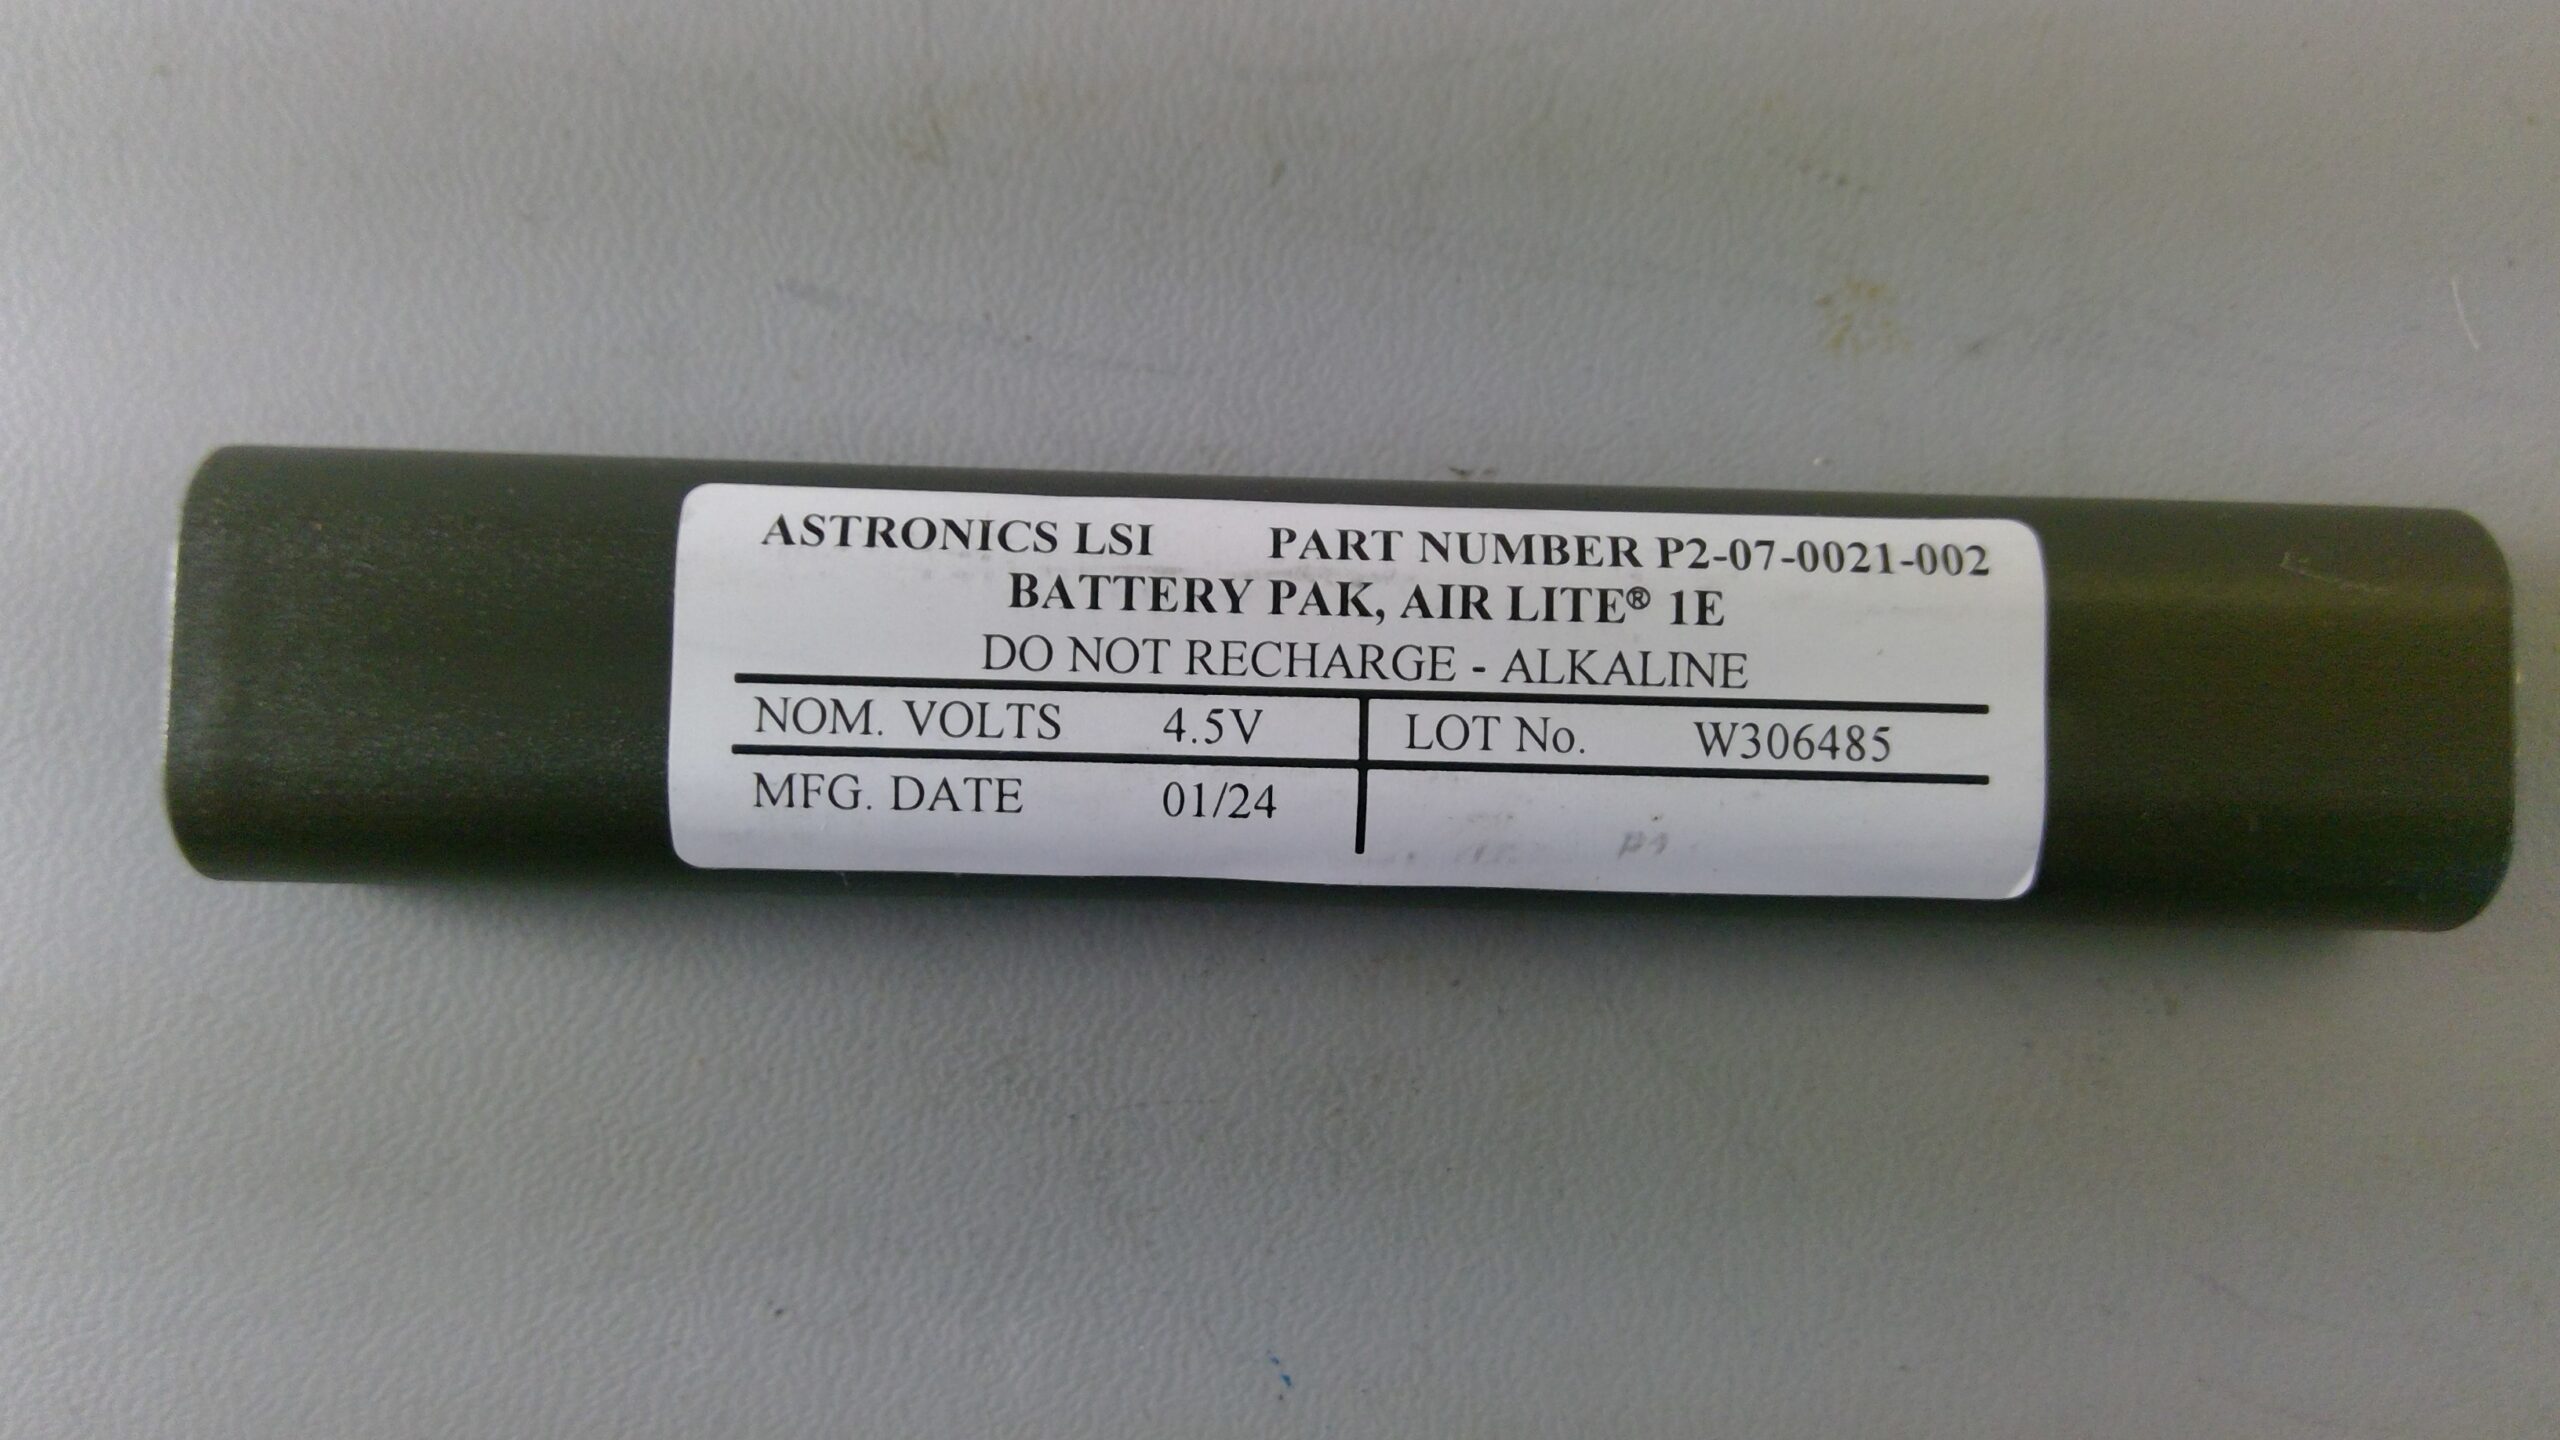 ASTRONICS LSI PART NUMBER P2-07-0021-002
BATTERY PAK, AIR LITE® 1E
DO NOT RECHARGE - ALKALINE
NOM. VOLTS 4.5V LOT No. W306485
MFG. DATE 01/24